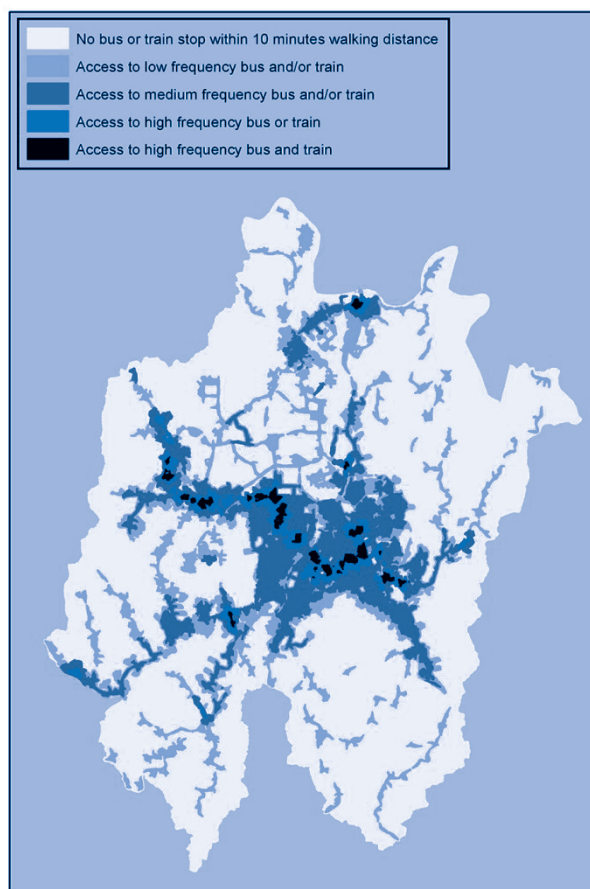 No bus or train stop within 10 minutes walking distance
Access to low frequency bus and/or train
Access to medium frequency bus and/or train
Access to high frequency bus or train
Access to high frequency bus and train